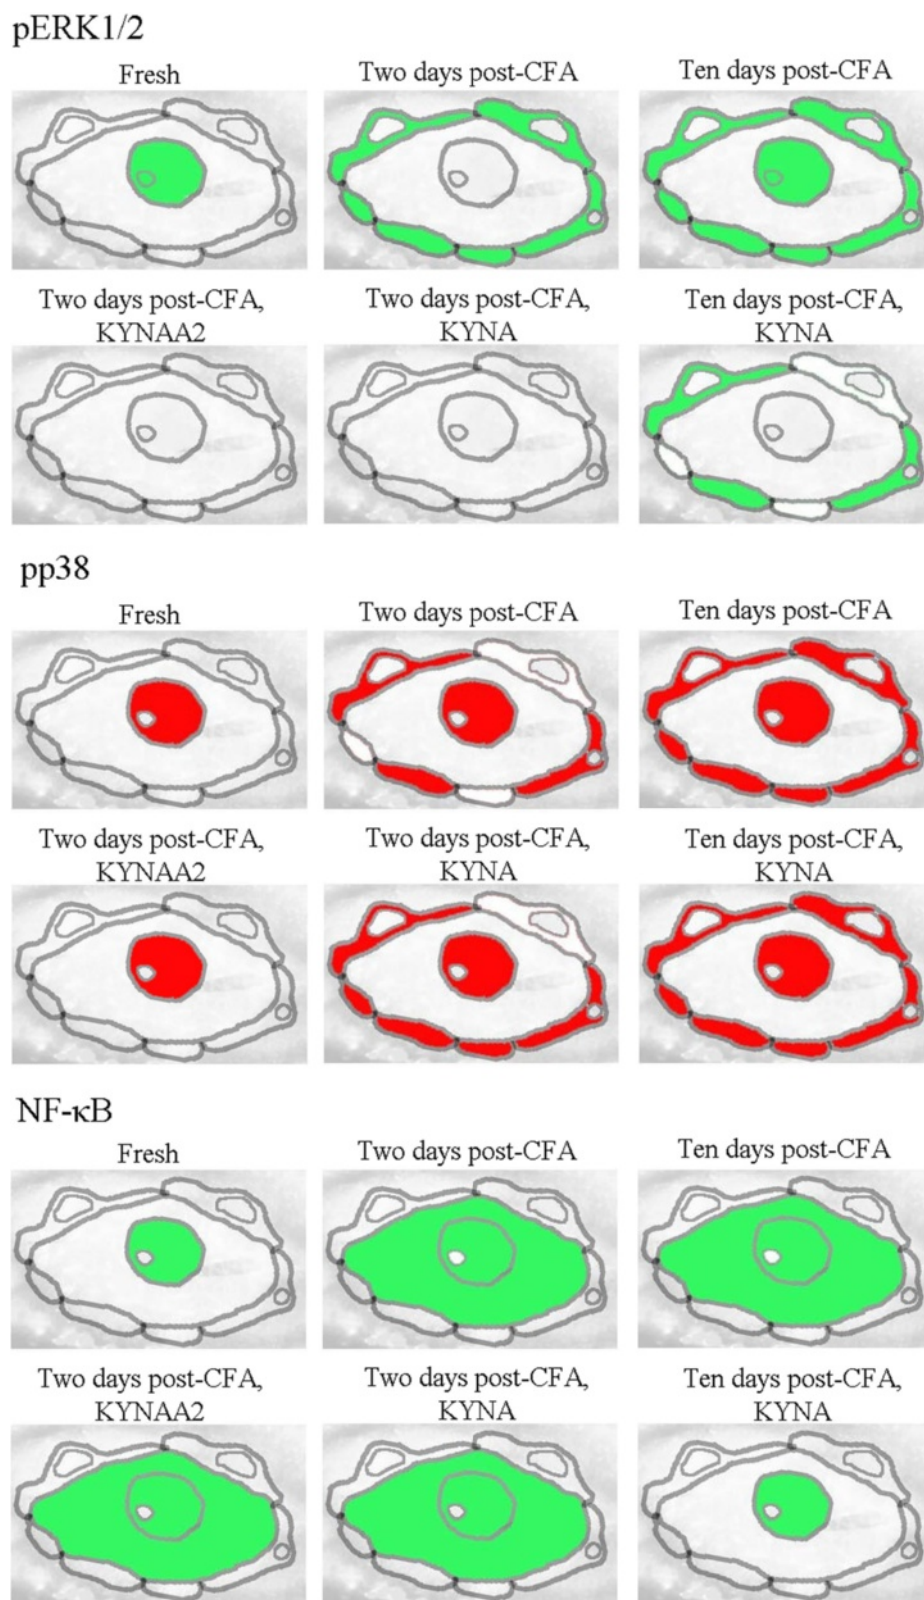 pERK1/2
Fresh
Two days post-CFA
Ten days post-CFA
Two days post-CFA,
KYNAA2
Two days post-CFA,
KYNA
Ten days post-CFA,
KYNA
pp38
Fresh
Two days post-CFA
Ten days post-CFA
Two days post-CFA,
KYNAA2
Two days post-CFA,
KYNA
Ten days post-CFA,
KYNA
NF-κB
Fresh
Two days post-CFA
Ten days post-CFA
Two days post-CFA,
KYNAA2
Two days post-CFA,
KYNA
Ten days post-CFA,
KYNA